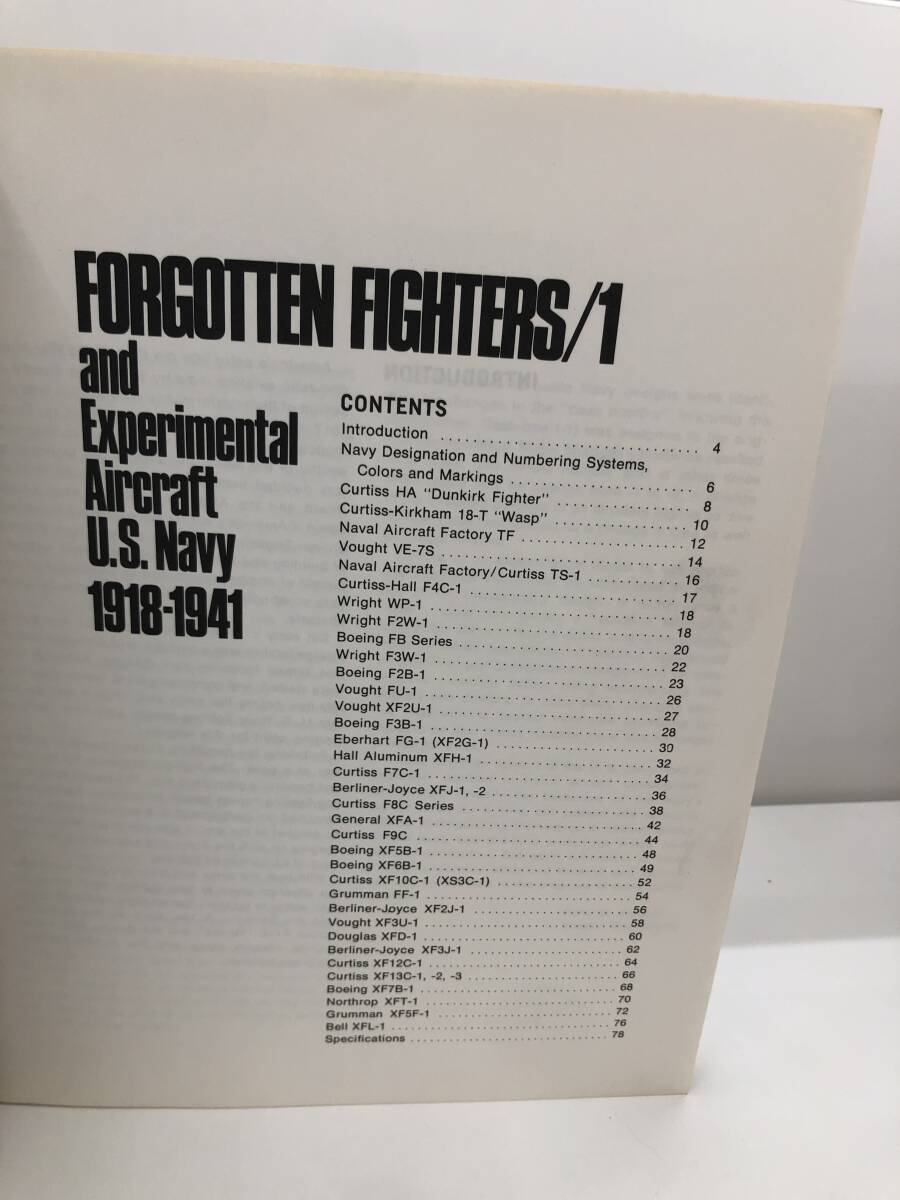 FORGOTTEN FIGHTERS/1
and
Experimental
Aircraft
U.S. Navy
1918-1941
CONTENTS
Introduction 4
Navy Designation and Numbering Systems,
Colors and Markings 6
Curtiss HA "Dunkirk Fighter" 8
Curtiss-Kirkham 18-T "Wasp" 10
Naval Aircraft Factory TF 12
Vought VE-7S 14
Naval Aircraft Factory/Curtiss TS-1 16
Curtiss-Hall F4C-1 17
Wright WP-1 18
Wright F2W-1 18
Boeing FB Series 20
Wright F3W-1 22
Boeing F2B-1 23
Vought FU-1 26
Vought XF2U-1 27
Boeing F3B-1 28
Eberhart FG-1 (XF2G-1) 30
Hall Aluminum XFH-1 32
Curtiss F7C-1 34
Berliner-Joyce XFJ-1, -2 36
Curtiss F8C Series 38
General XFA-1 42
Curtiss F9C 44
Boeing XF5B-1 48
Boeing XF6B-1 49
Curtiss XF10C-1 (XS3C-1) 52
Grumman FF-1 54
Berliner-Joyce XF2J-1 56
Vought XF3U-1 58
Douglas XFD-1 60
Berliner-Joyce XF3J-1 62
Curtiss XF12C-1 64
Curtiss XF13C-1, -2, -3 66
Boeing XF7B-1 68
Northrop XFT-1 70
Grumman XF5F-1 72
Bell XFL-1 76
Specifications 78